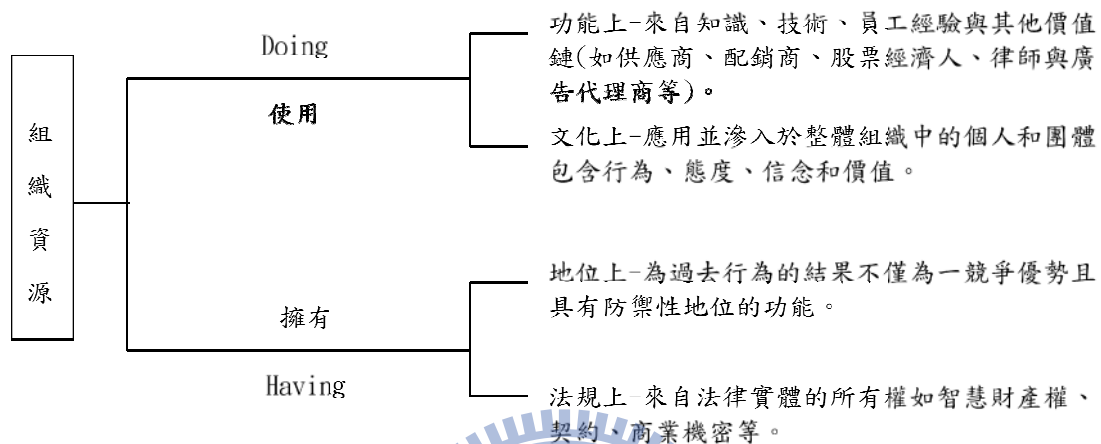 組
織
資
源
Doing
使用
功能上-來自知識、技術、員工經驗與其他價值
鏈(如供應商、配銷商、股票經濟人、律師與廣
告代理商等)。
文化上-應用並滲入於整體組織中的個人和團體
包含行為、態度、信念和價值。
擁有
Having
地位上-為過去行為的結果不僅為一競爭優勢且
具有防禦性地位的功能。
法規上-來自法律實體的所有權如智慧財產權、
契約、商業機密等。